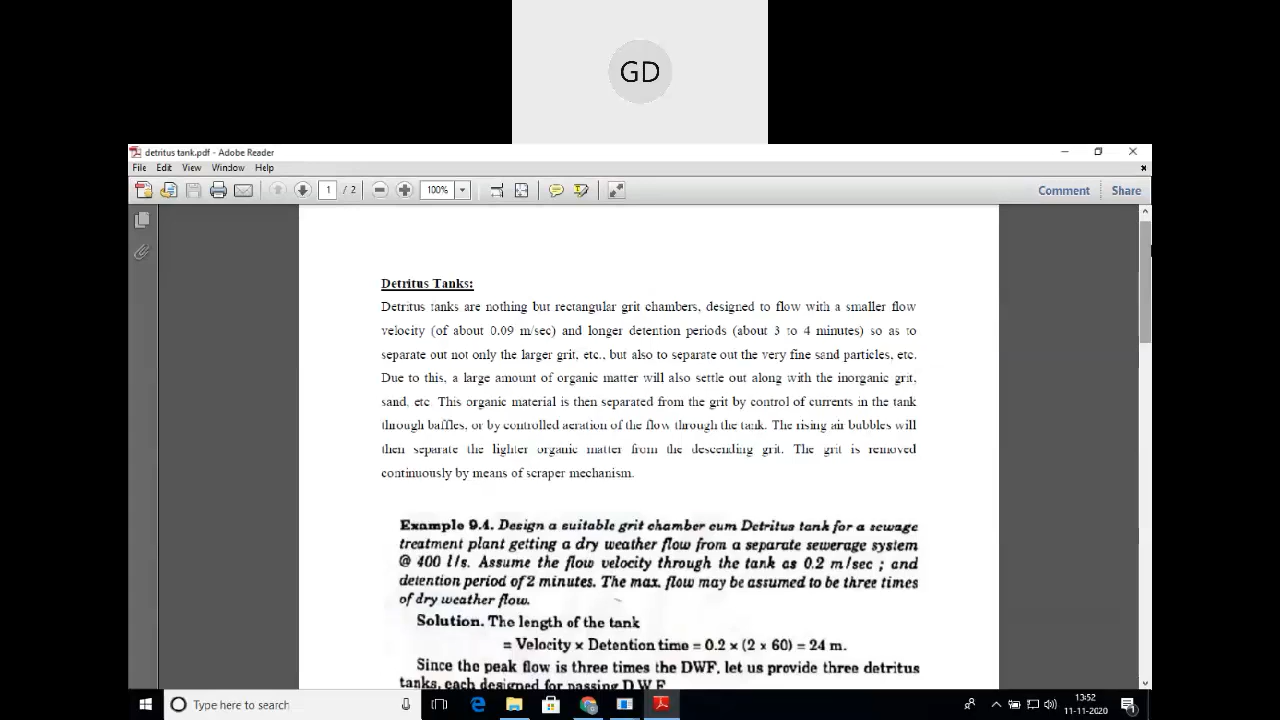 GD
detritus tank.pdf - Adobe Reader
File Edit View Window Help
1 / 2 100% Comment Share
Detritus Tanks:
Detritus tanks are nothing but rectangular grit chambers, designed to flow with a smaller flow
velocity (of about 0.09 m/sec) and longer detention periods (about 3 to 4 minutes) so as to
separate out not only the larger grit, etc., but also to separate out the very fine sand particles, etc.
Due to this, a large amount of organic matter will also settle out along with the inorganic grit,
sand, etc. This organic material is then separated from the grit by control of currents in the tank
through baffles, or by controlled aeration of the flow through the tank. The rising air bubbles will
then separate the lighter organic matter from the descending grit. The grit is removed
continuously by means of scraper mechanism.
Example 9.4. Design a suitable grit chamber cum Detritus tank for a sewage
treatment plant getting a dry weather flow from a separate sewerage system
@ 400 l/s. Assume the flow velocity through the tank as 0.2 m/sec ; and
detention period of 2 minutes. The max. flow may be assumed to be three times
of dry weather flow.
Solution. The length of the tank
= Velocity × Detention time = 0.2 × (2 × 60) = 24 m.
Since the peak flow is three times the DWF, let us provide three detritus
tanks, each designed for passing D.W.F.
Type here to search
13:52
11-11-2020